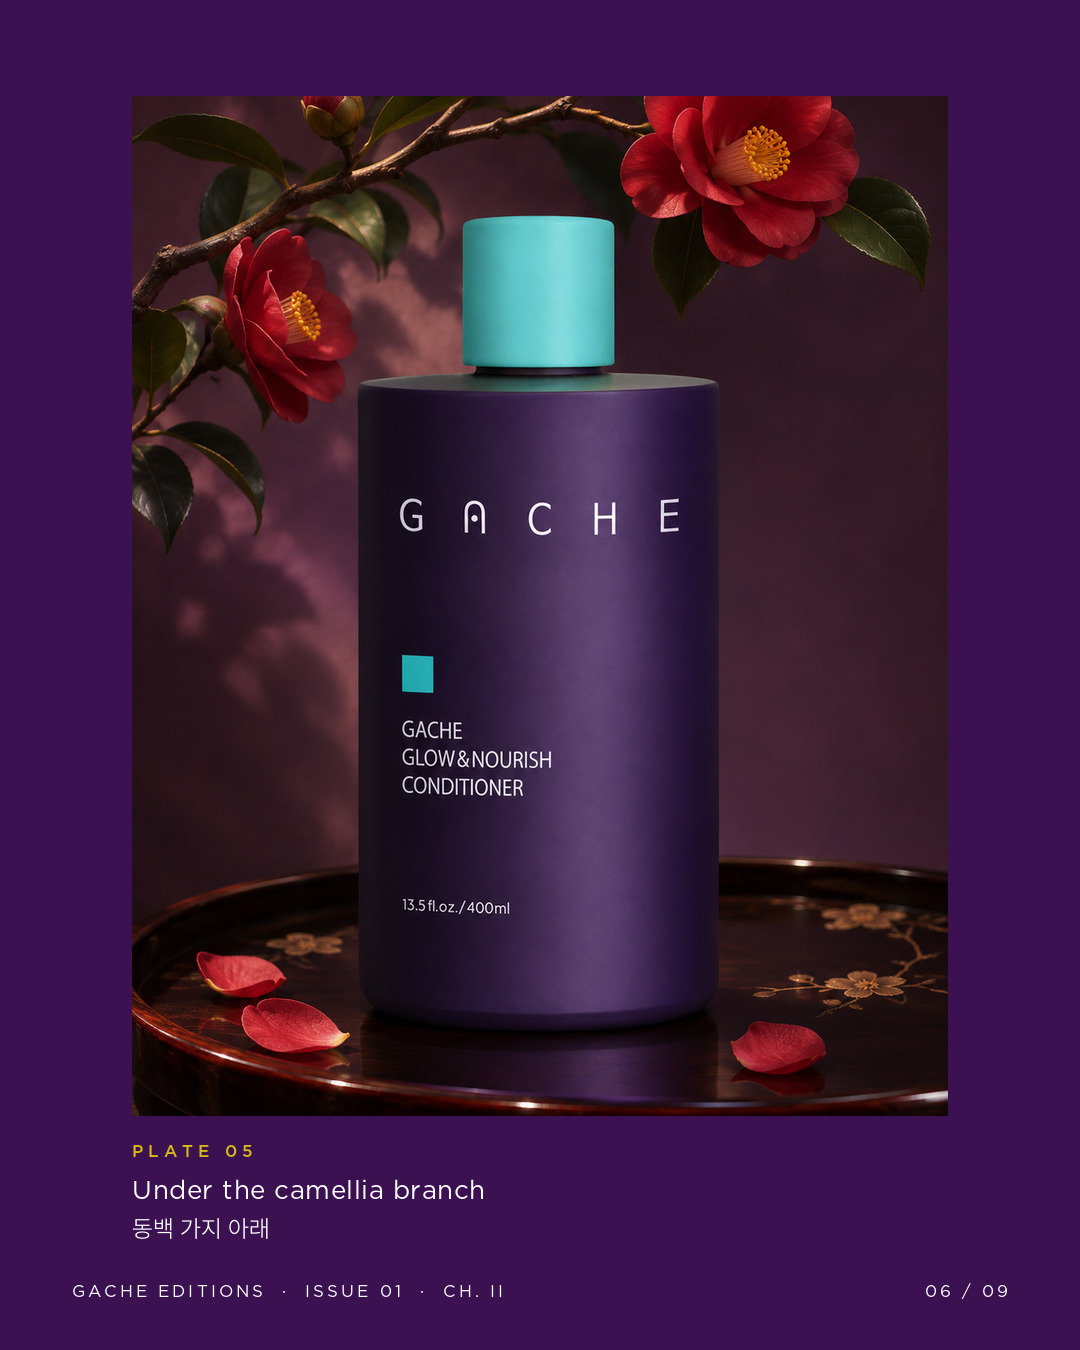 GACHE
GACHE
GLOW&NOURISH
CONDITIONER
13.5fl.oz./400ml
PLATE 05
Under the camellia branch
동백 가지 아래
GACHE EDITIONS · ISSUE 01 · CH. II
06 / 09